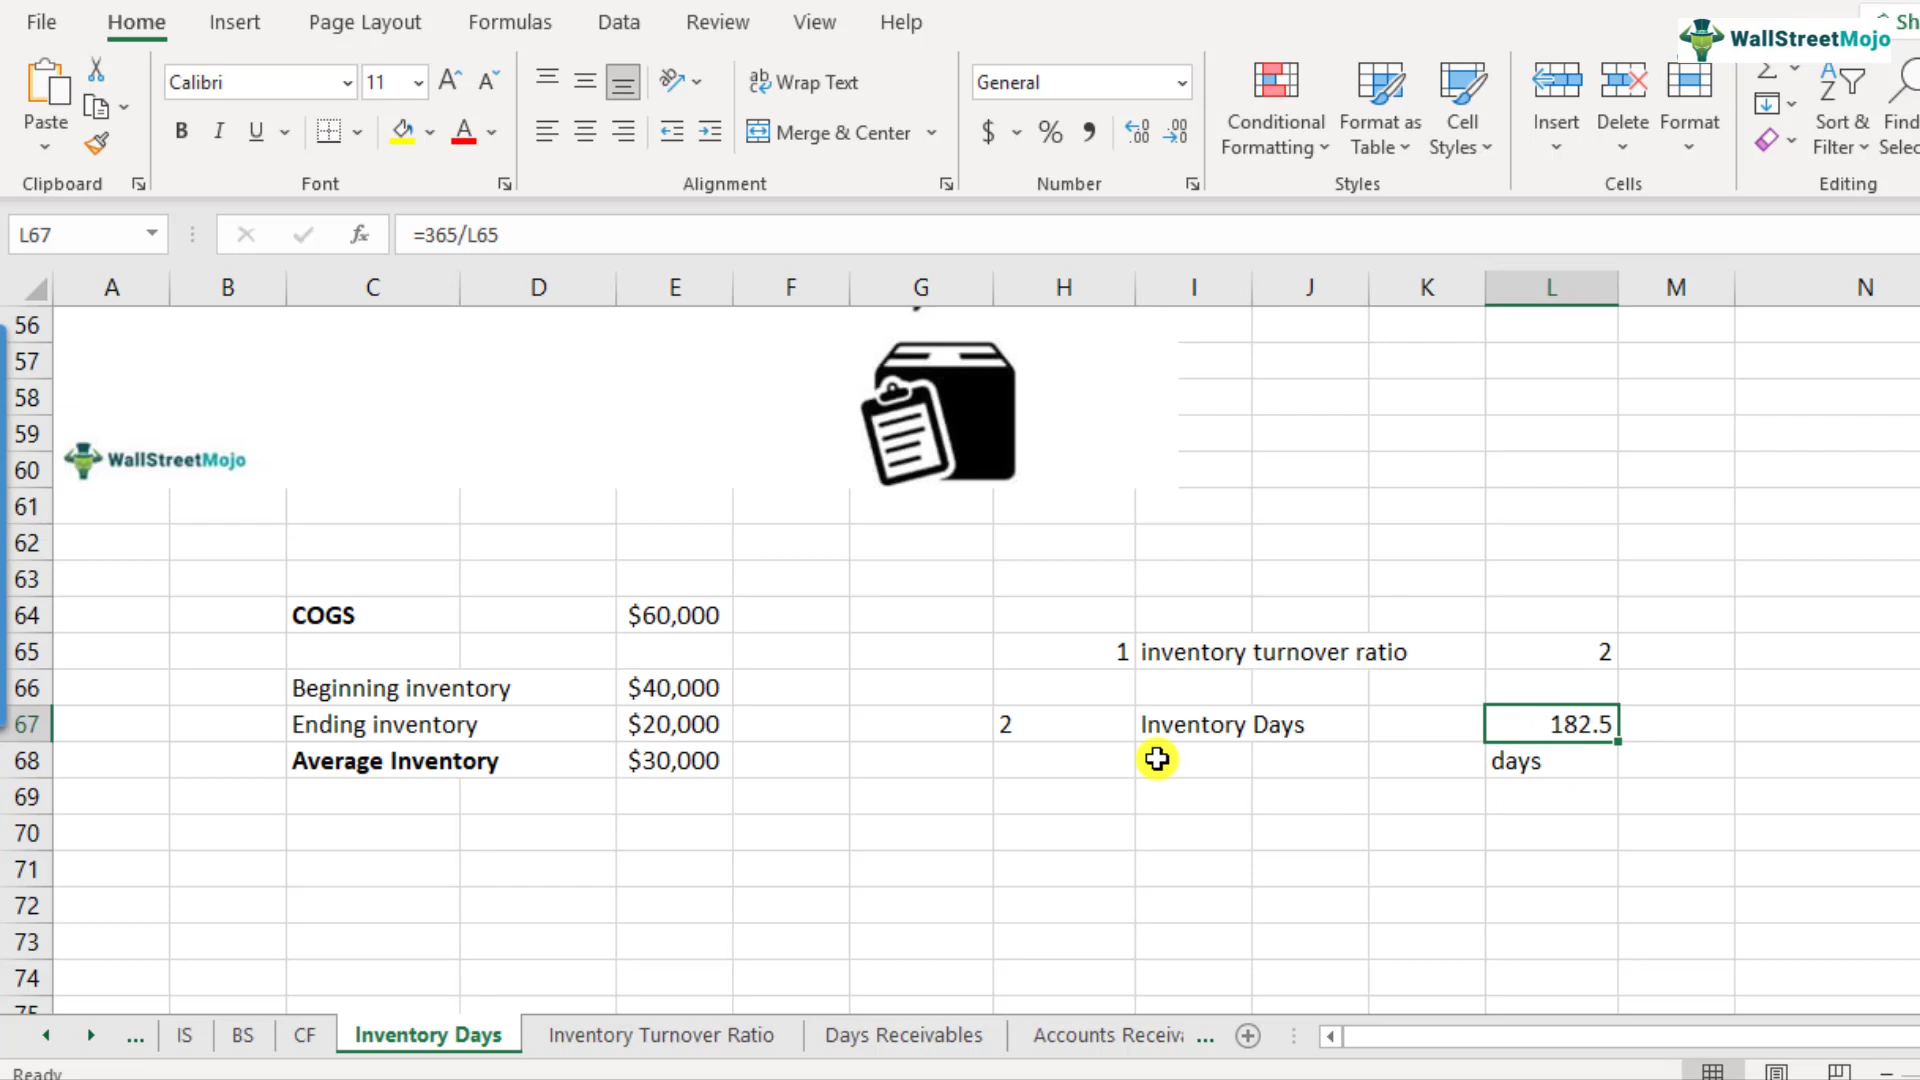 File Home Insert Page Layout Formulas Data Review View Help
WallStreetMojo
Calibri 11 Wrap Text General
Paste
Merge & Center
Conditional Formatting
Format as Table
Cell Styles
Insert Delete Format
Sort & Filter
Clipboard Font Alignment Number Styles Cells Editing
L67 fx =365/L65
A B C D E F G H I J K L M N
56
57
58
59
60 WallStreetMojo
61
62
63
64 COGS $60,000
65 1 inventory turnover ratio 2
66 Beginning inventory $40,000
67 Ending inventory $20,000 2 Inventory Days 182.5
68 Average Inventory $30,000 days
69
70
71
72
73
74
... IS BS CF Inventory Days Inventory Turnover Ratio Days Receivables Accounts ...
Ready